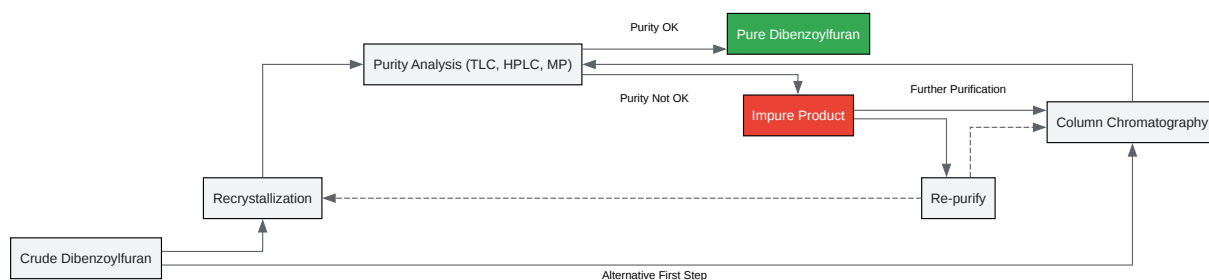 Purity OK
Pure Dibenzoylfuran
Purity Analysis (TLC, HPLC, MP)
Purity Not OK
Further Purification
Impure Product
Column Chromatography
Recrystallization
Re-purify
Crude Dibenzoylfuran
Alternative First Step